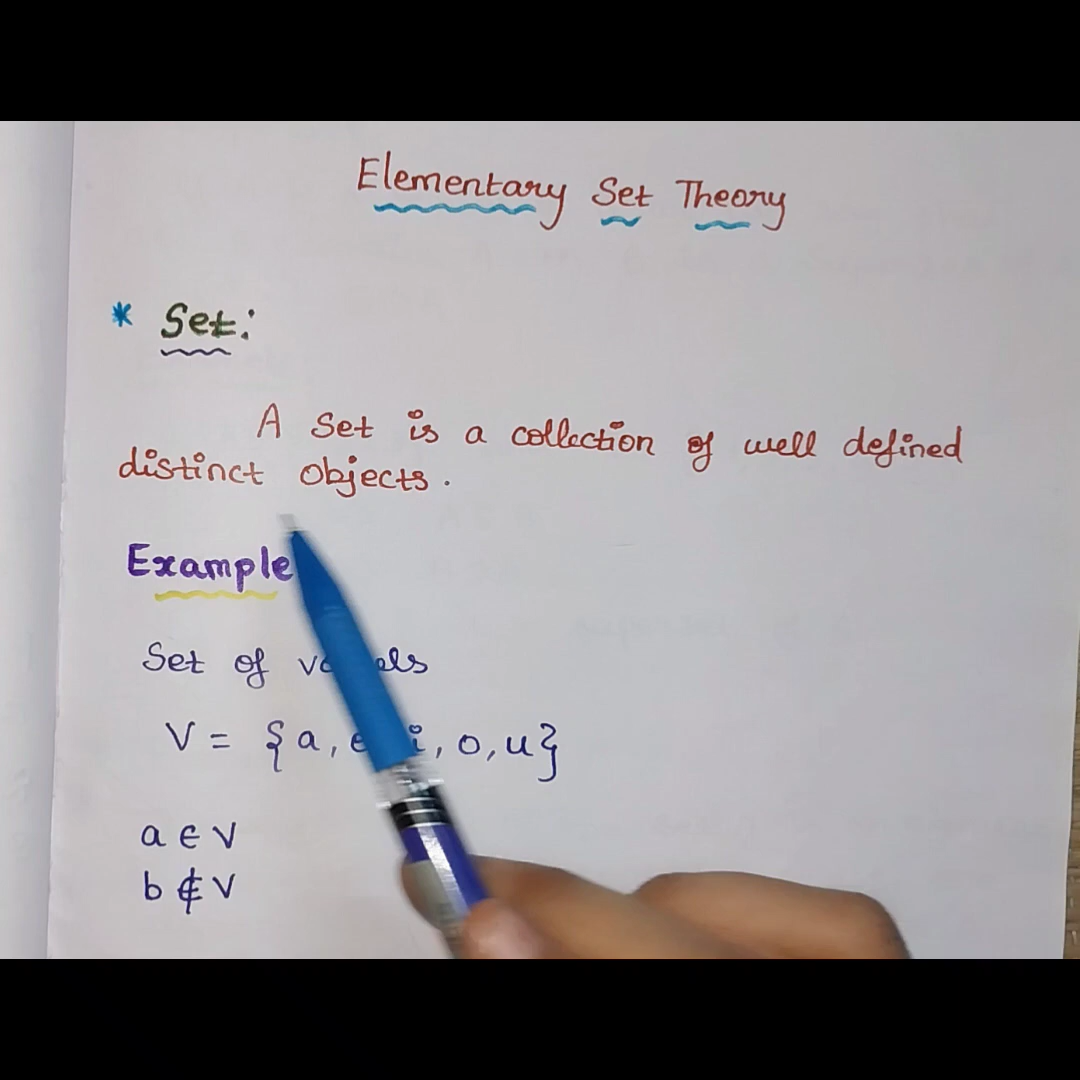 Elementary Set Theory
* Set:
A Set is a collection of well defined
distinct objects.
Example
Set of
V = {a, i, o, u}
a ∈ V
b ∉ V